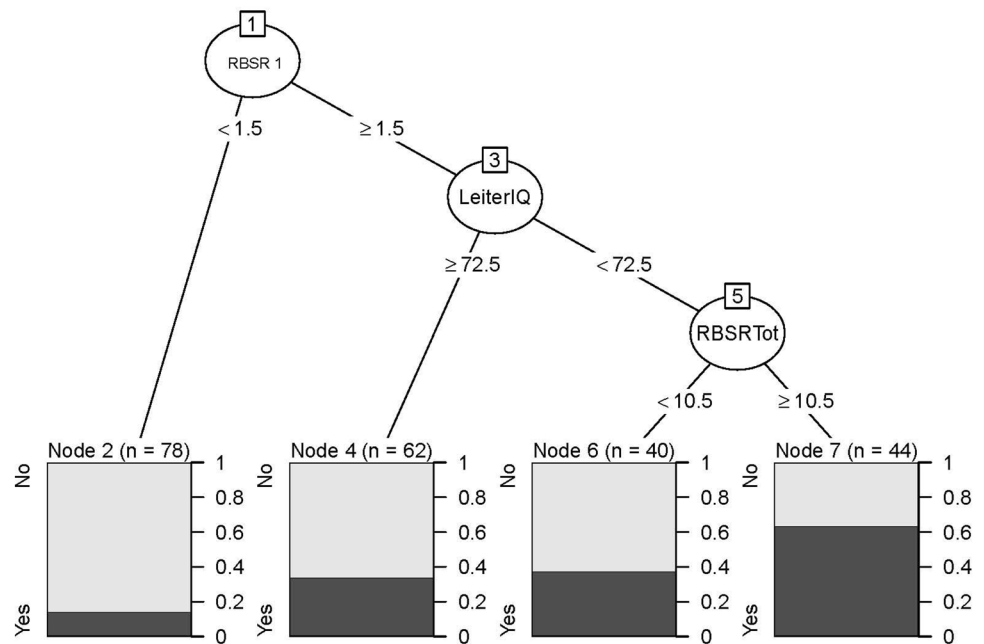 1
RBSR 1
< 1.5
≥ 1.5
3
LeiterIQ
≥ 72.5
< 72.5
5
RBSRTot
< 10.5
≥ 10.5
Node 2 (n = 78)
No
Yes
1
0.8
0.6
0.4
0.2
0
Node 4 (n = 62)
No
Yes
1
0.8
0.6
0.4
0.2
0
Node 6 (n = 40)
No
Yes
1
0.8
0.6
0.4
0.2
0
Node 7 (n = 44)
No
Yes
1
0.8
0.6
0.4
0.2
0